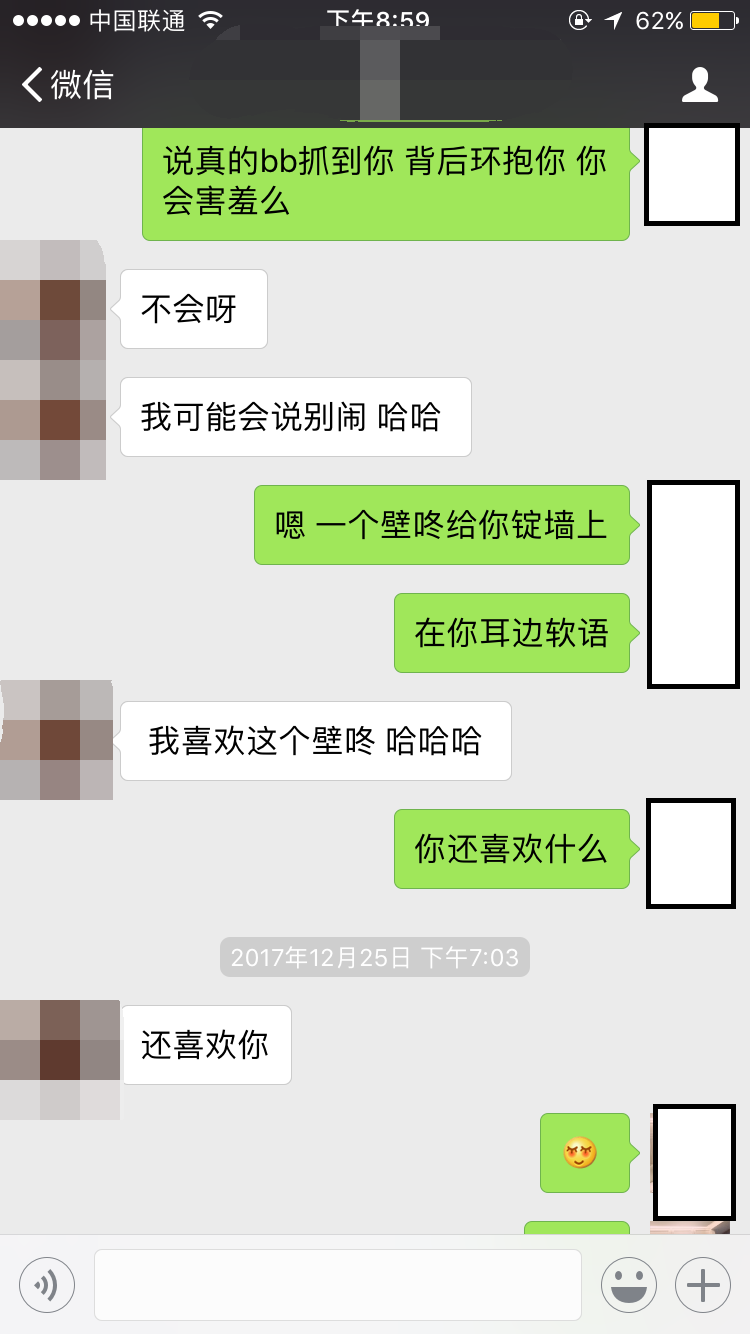 中国联通
下午8:59
62%
微信
说真的bb抓到你 背后环抱你 你
会害羞么
不会呀
我可能会说别闹 哈哈
嗯 一个壁咚给你锭墙上
在你耳边软语
我喜欢这个壁咚 哈哈哈
你还喜欢什么
2017年12月25日 下午7:03
还喜欢你